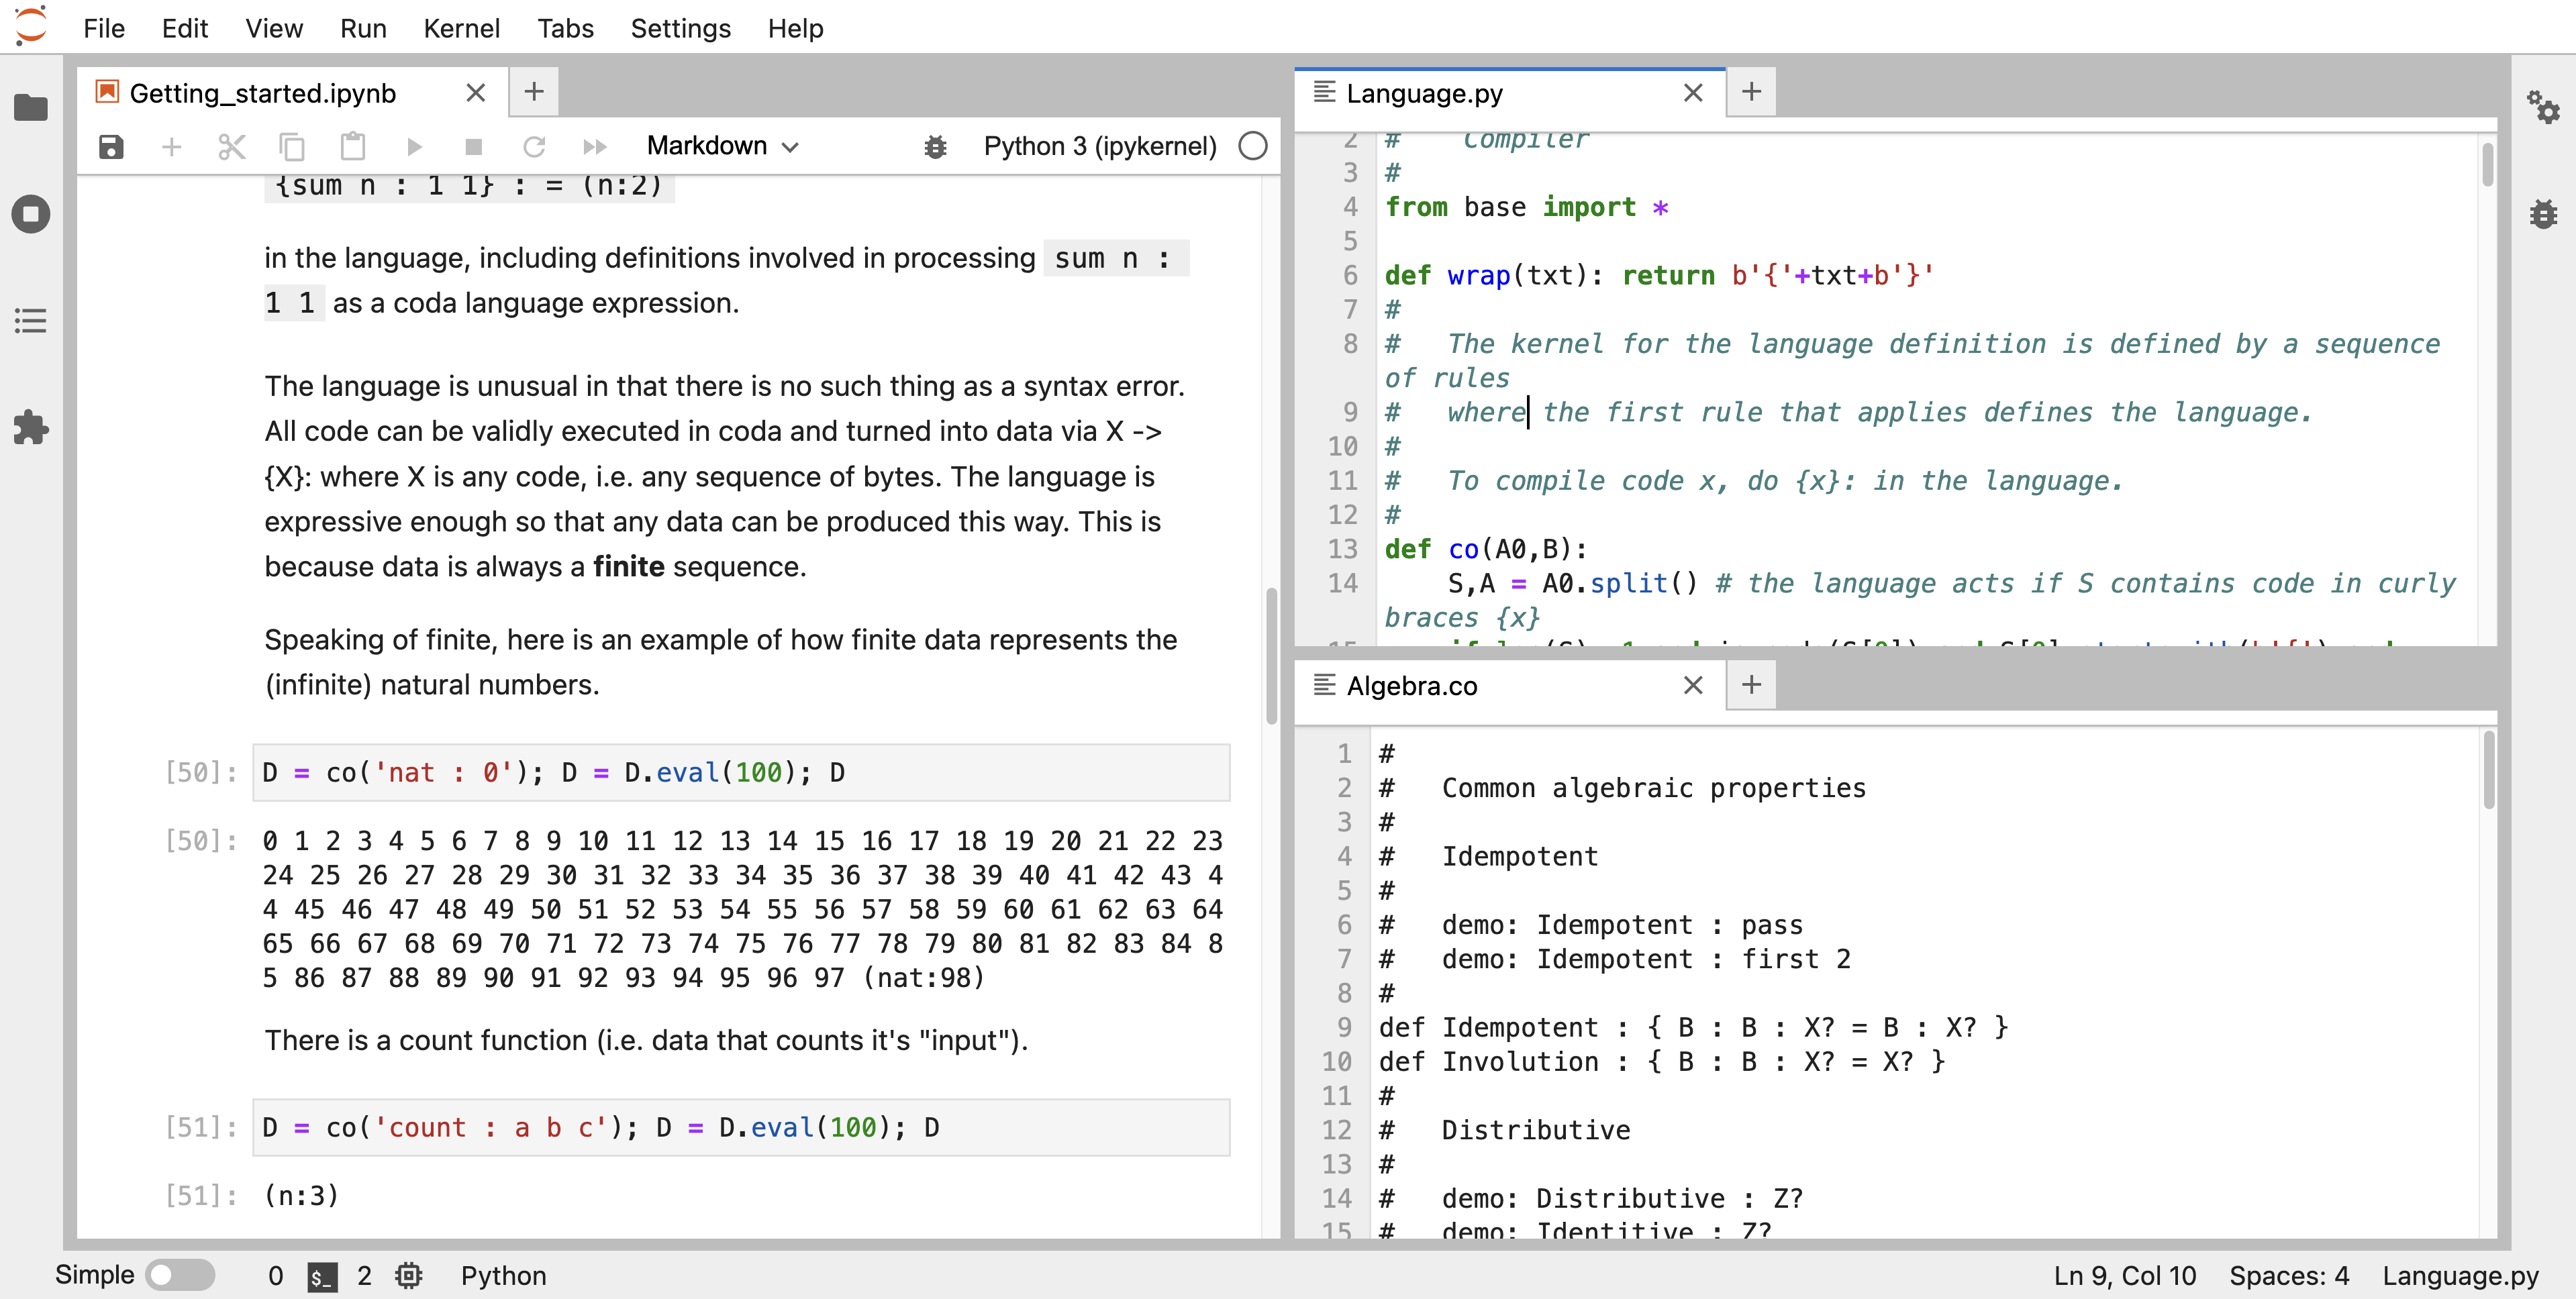 File Edit View Run Kernel Tabs Settings Help
Getting_started.ipynb
Markdown
Python 3 (ipykernel)
{sum n : 1 1} : = (n:2)
in the language, including definitions involved in processing sum n :
1 1 as a coda language expression.
The language is unusual in that there is no such thing as a syntax error.
All code can be validly executed in coda and turned into data via X ->
{X}: where X is any code, i.e. any sequence of bytes. The language is
expressive enough so that any data can be produced this way. This is
because data is always a finite sequence.
Speaking of finite, here is an example of how finite data represents the
(infinite) natural numbers.
[50]: D = co('nat : 0'); D = D.eval(100); D
[50]: 0 1 2 3 4 5 6 7 8 9 10 11 12 13 14 15 16 17 18 19 20 21 22 23
24 25 26 27 28 29 30 31 32 33 34 35 36 37 38 39 40 41 42 43 4
4 45 46 47 48 49 50 51 52 53 54 55 56 57 58 59 60 61 62 63 64
65 66 67 68 69 70 71 72 73 74 75 76 77 78 79 80 81 82 83 84 8
5 86 87 88 89 90 91 92 93 94 95 96 97 (nat:98)
There is a count function (i.e. data that counts it's "input").
[51]: D = co('count : a b c'); D = D.eval(100); D
[51]: (n:3)
Language.py
2 # Compiler
3 #
4 from base import *
5
6 def wrap(txt): return b'{'+txt+b'}'
7 #
8 # The kernel for the language definition is defined by a sequence
of rules
9 # where the first rule that applies defines the language.
10 #
11 # To compile code x, do {x}: in the language.
12 #
13 def co(A0,B):
14 S,A = A0.split() # the language acts if S contains code in curly
braces {x}
Algebra.co
1 #
2 # Common algebraic properties
3 #
4 # Idempotent
5 #
6 # demo: Idempotent : pass
7 # demo: Idempotent : first 2
8 #
9 def Idempotent : { B : B : X? = B : X? }
10 def Involution : { B : B : X? = X? }
11 #
12 # Distributive
13 #
14 # demo: Distributive : Z?
15 # demo: Identitive : Z?
Simple 0 $_ 2 Python
Ln 9, Col 10 Spaces: 4 Language.py